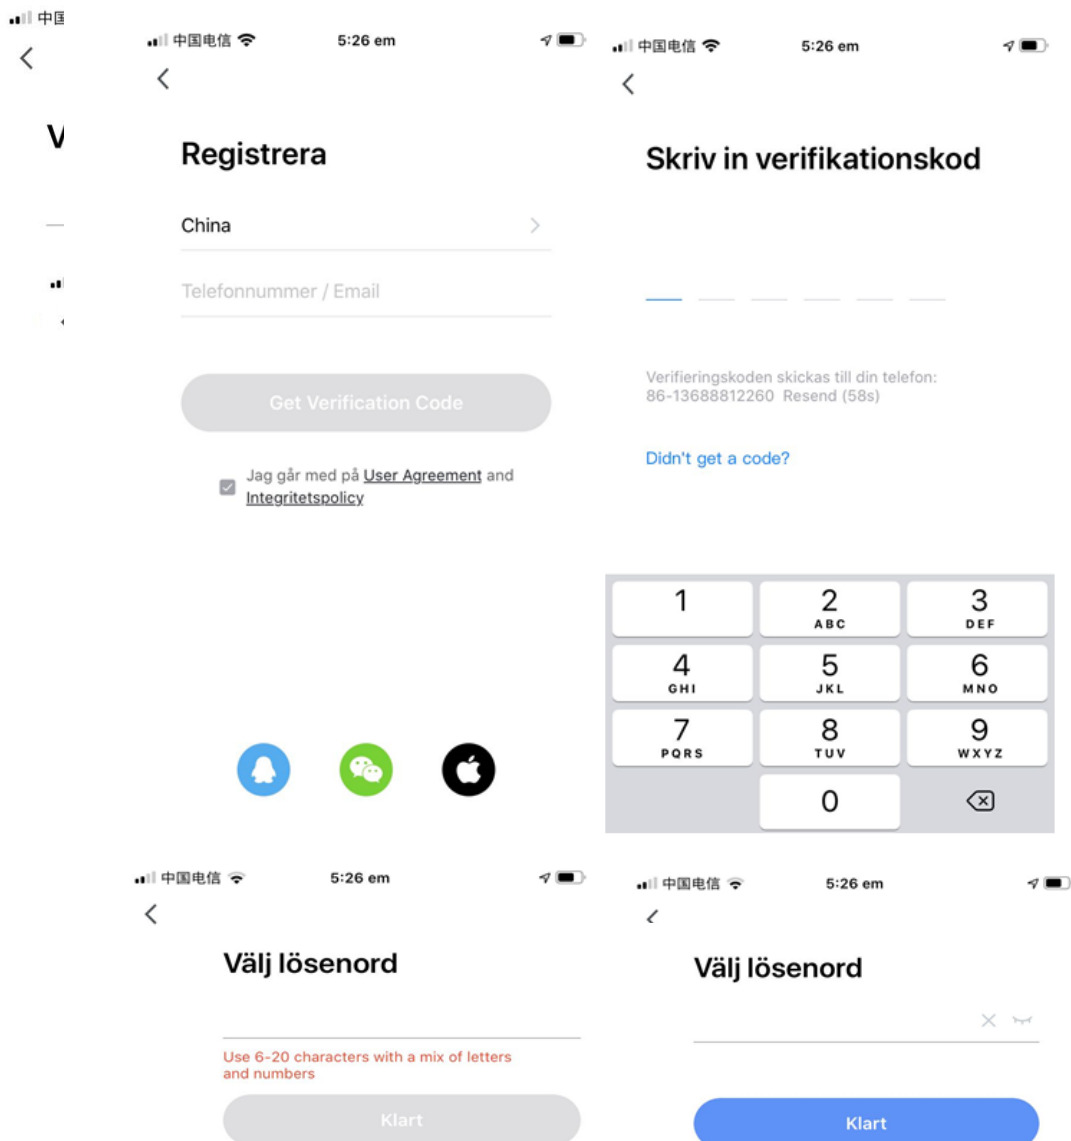 中国电信 5:26 em
Registrera
China
Telefonnummer / Email
Get Verification Code
Jag går med på User Agreement and
Integritetspolicy
中国电信 5:26 em
Skriv in verifikationskod
Verifieringskoden skickas till din telefon:
86-13688812260 Resend (58s)
Didn't get a code?
1
2
ABC
3
DEF
4
GHI
5
JKL
6
MNO
7
PQRS
8
TUV
9
WXYZ
0
中国电信 5:26 em
Välj lösenord
Use 6-20 characters with a mix of letters
and numbers
Klart
中国电信 5:26 em
Välj lösenord
Klart